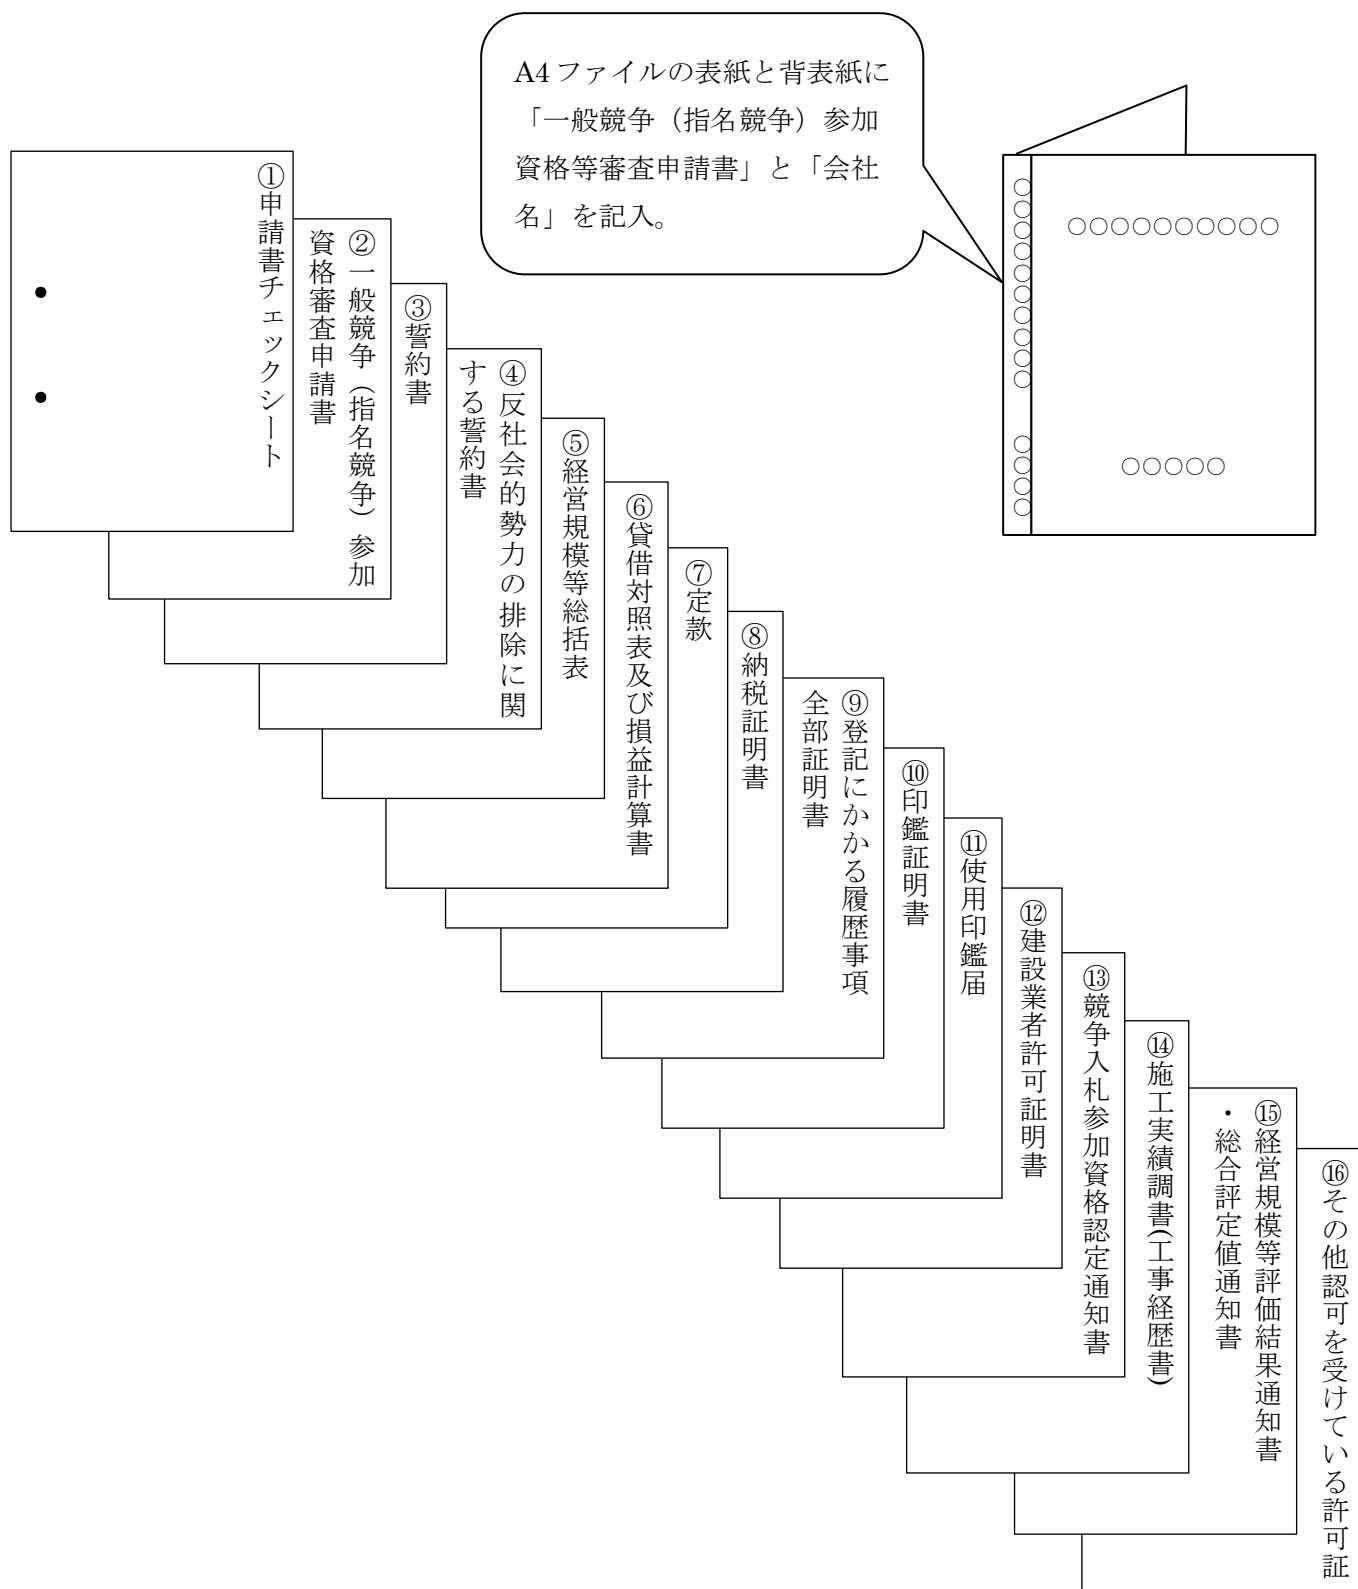 A4ファイルの表紙と背表紙に
「一般競争（指名競争）参加
資格等審査申請書」と「会社
名」を記入。
○○○○○○○○○○
○○○○
○○○○○○○○○○
○○○○○
①申請書チェックシート
②一般競争（指名競争）参加
資格審査申請書
③誓約書
④反社会的勢力の排除に関
する誓約書
⑤経営規模等総括表
⑥貸借対照表及び損益計算書
⑦定款
⑧納税証明書
⑨登記にかかる履歴事項
全部証明書
⑩印鑑証明書
⑪使用印鑑届
⑫建設業者許可証明書
⑬競争入札参加資格認定通知書
⑭施工実績調書(工事経歴書)
⑮経営規模等評価結果通知書
・総合評定値通知書
⑯その他認可を受けている許可証